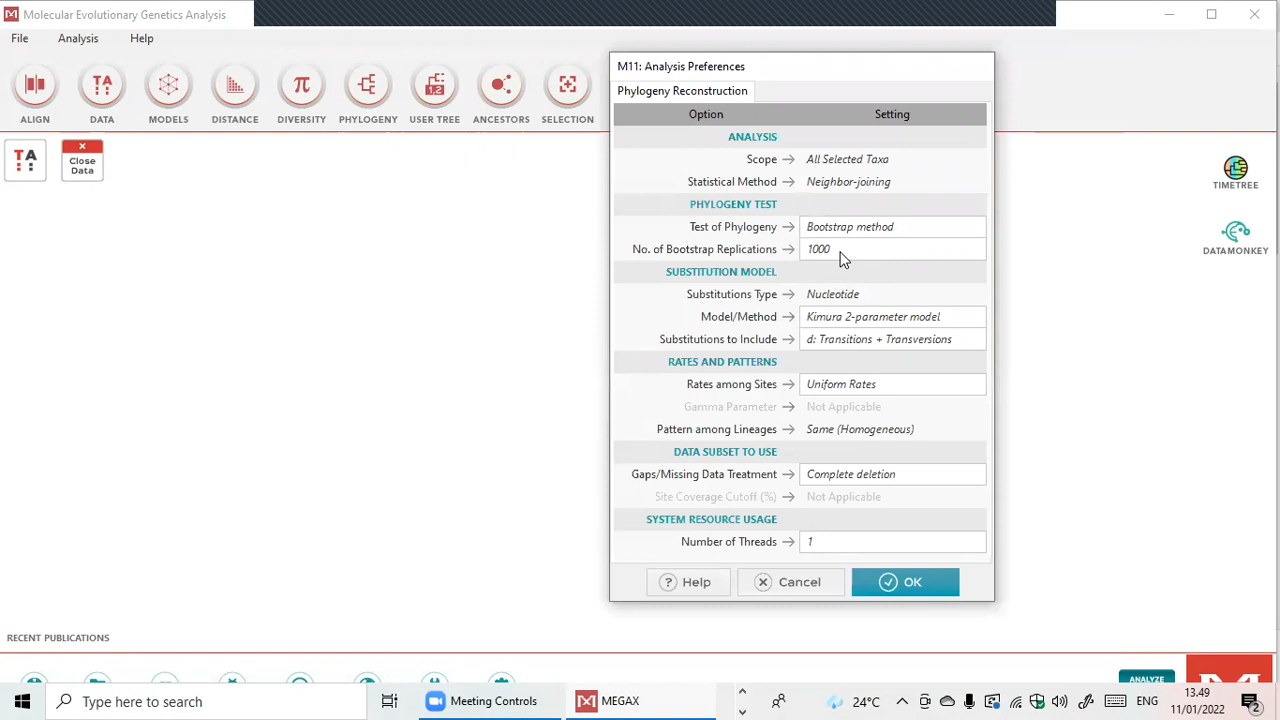 Molecular Evolutionary Genetics Analysis
File Analysis Help
ALIGN DATA MODELS DISTANCE DIVERSITY PHYLOGENY USER TREE ANCESTORS SELECTION
TA
Close
Data
TIMETREE
DATAMONKEY
M11: Analysis Preferences
Phylogeny Reconstruction
Option Setting
ANALYSIS
Scope → All Selected Taxa
Statistical Method → Neighbor-joining
PHYLOGENY TEST
Test of Phylogeny → Bootstrap method
No. of Bootstrap Replications → 1000
SUBSTITUTION MODEL
Substitutions Type → Nucleotide
Model/Method → Kimura 2-parameter model
Substitutions to Include → d: Transitions + Transversions
RATES AND PATTERNS
Rates among Sites → Uniform Rates
Gamma Parameter → Not Applicable
Pattern among Lineages → Same (Homogeneous)
DATA SUBSET TO USE
Gaps/Missing Data Treatment → Complete deletion
Site Coverage Cutoff (%) → Not Applicable
SYSTEM RESOURCE USAGE
Number of Threads → 1
? Help Cancel OK
RECENT PUBLICATIONS
ANALYZE
Type here to search
Meeting Controls
MEGAX
24°C
ENG
13.49
11/01/2022
2